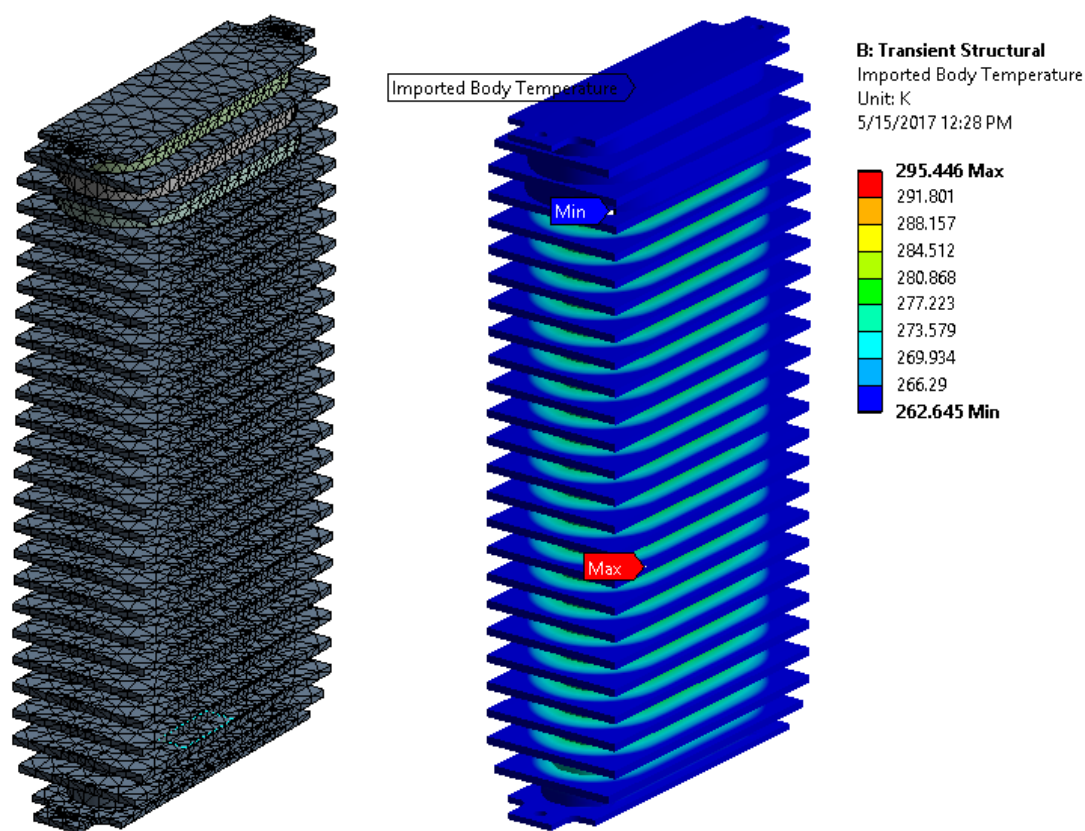 Imported Body Temperature
Min
Max
B: Transient Structural
Imported Body Temperature
Unit: K
5/15/2017 12:28 PM
295.446 Max
291.801
288.157
284.512
280.868
277.223
273.579
269.934
266.29
262.645 Min